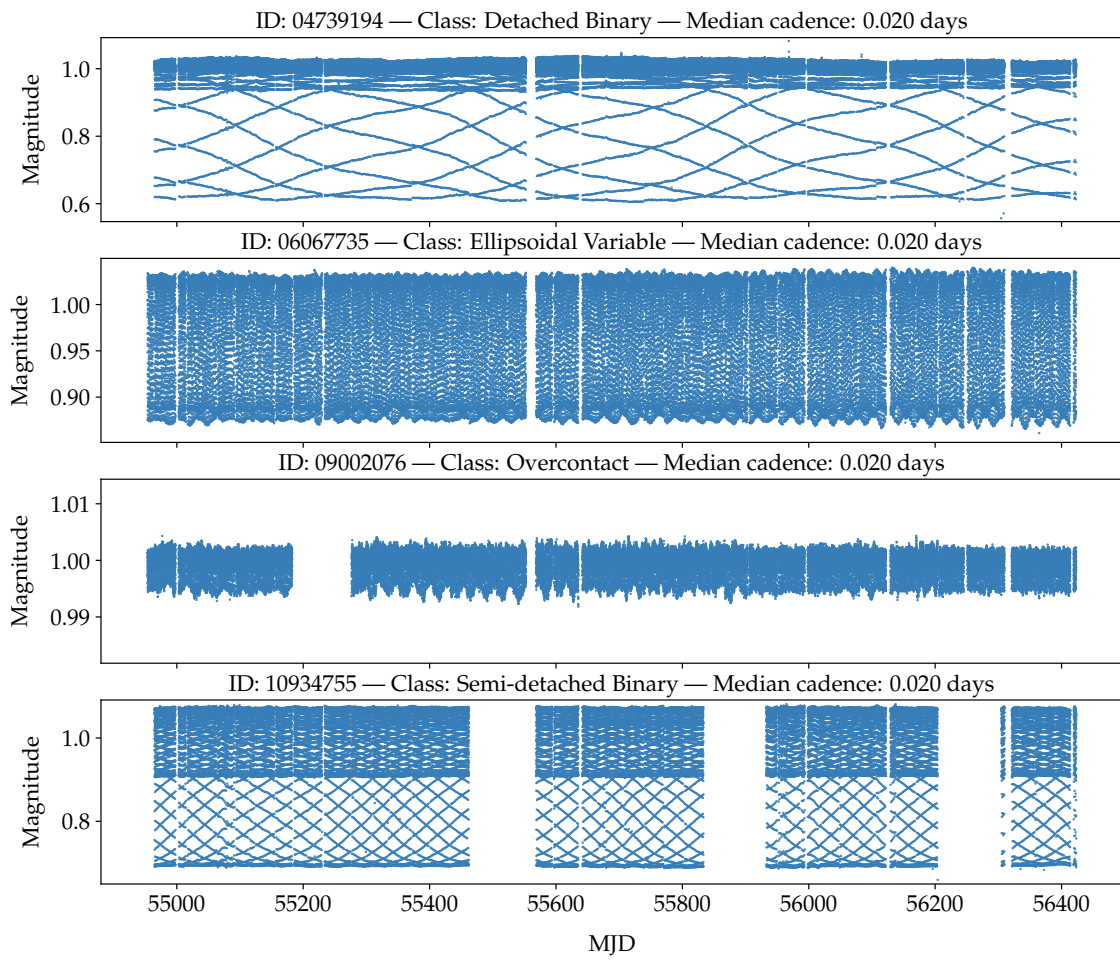 ID: 04739194 — Class: Detached Binary — Median cadence: 0.020 days
1.0
0.8
0.6
Magnitude
ID: 06067735 — Class: Ellipsoidal Variable — Median cadence: 0.020 days
1.00
0.95
0.90
Magnitude
ID: 09002076 — Class: Overcontact — Median cadence: 0.020 days
1.01
1.00
0.99
Magnitude
ID: 10934755 — Class: Semi-detached Binary — Median cadence: 0.020 days
1.0
0.8
Magnitude
55000 55200 55400 55600 55800 56000 56200 56400
MJD